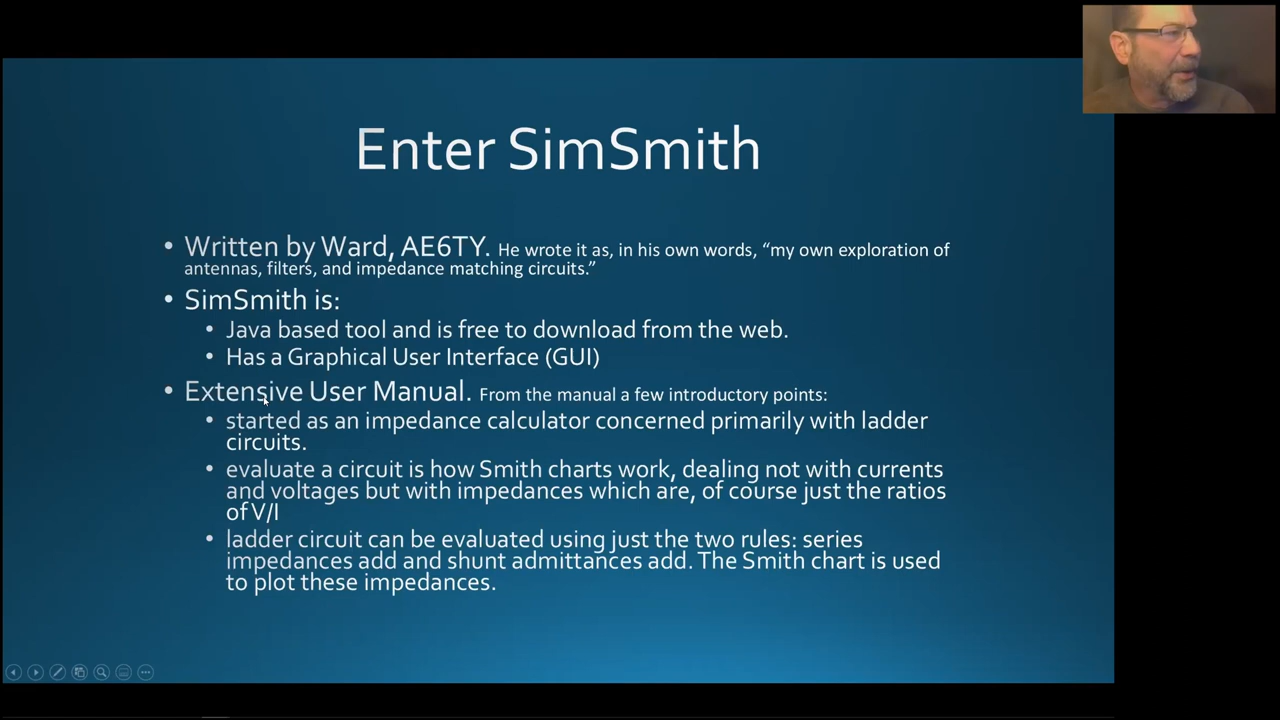 Enter SimSmith
• Written by Ward, AE6TY. He wrote it as, in his own words, “my own exploration of
antennas, filters, and impedance matching circuits.”
• SimSmith is:
• Java based tool and is free to download from the web.
• Has a Graphical User Interface (GUI)
• Extensive User Manual. From the manual a few introductory points:
• started as an impedance calculator concerned primarily with ladder
circuits.
• evaluate a circuit is how Smith charts work, dealing not with currents
and voltages but with impedances which are, of course just the ratios
of V/I
• ladder circuit can be evaluated using just the two rules: series
impedances add and shunt admittances add. The Smith chart is used
to plot these impedances.